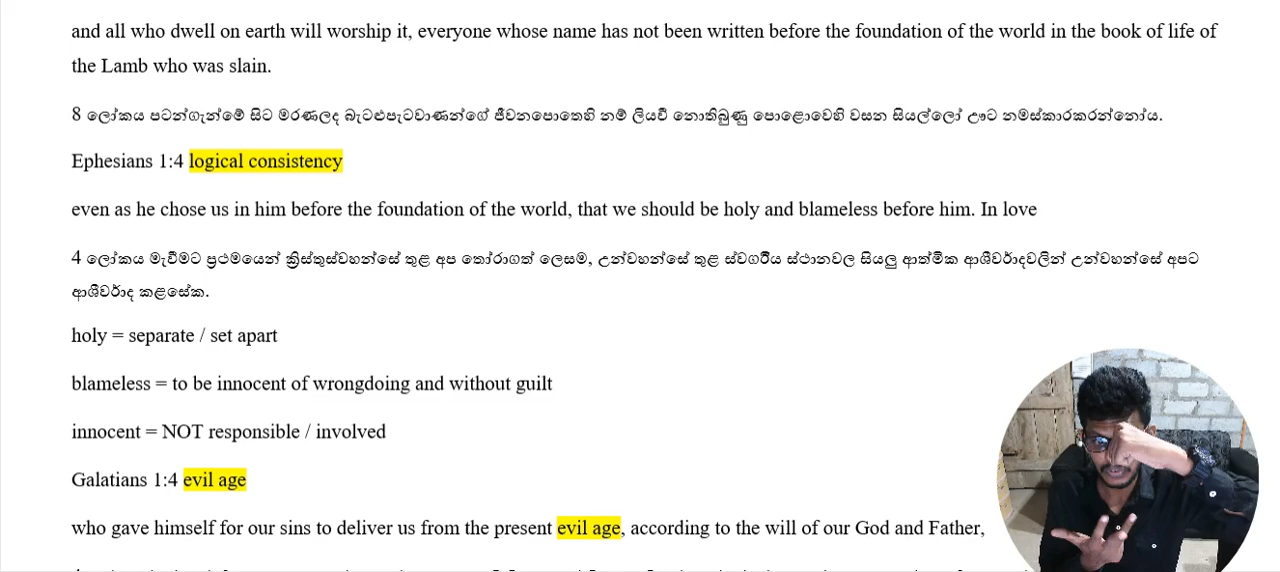 and all who dwell on earth will worship it, everyone whose name has not been written before the foundation of the world in the book of life of
the Lamb who was slain.
8 ලෝකය පටන්ගැන්මේ සිට මරණලද බැටළුපැටවාණන්ගේ ජීවනපොතෙහි නම් ලියවී නොතිබුණු පොළොවෙහි වසන සියල්ලෝ ඌට නමස්කාරකරන්නෝය.
Ephesians 1:4 logical consistency
even as he chose us in him before the foundation of the world, that we should be holy and blameless before him. In love
4 ලෝකය මැවීමට ප්‍රථමයෙන් ක්‍රිස්තුස්වහන්සේ තුළ අප තෝරාගත් ලෙසම, උන්වහන්සේ තුළ ස්වර්ගීය ස්ථානවල සියලු ආත්මික ආශීර්වාදවලින් උන්වහන්සේ අපට
ආශීර්වාද කළසේක.
holy = separate / set apart
blameless = to be innocent of wrongdoing and without guilt
innocent = NOT responsible / involved
Galatians 1:4 evil age
who gave himself for our sins to deliver us from the present evil age, according to the will of our God and Father,